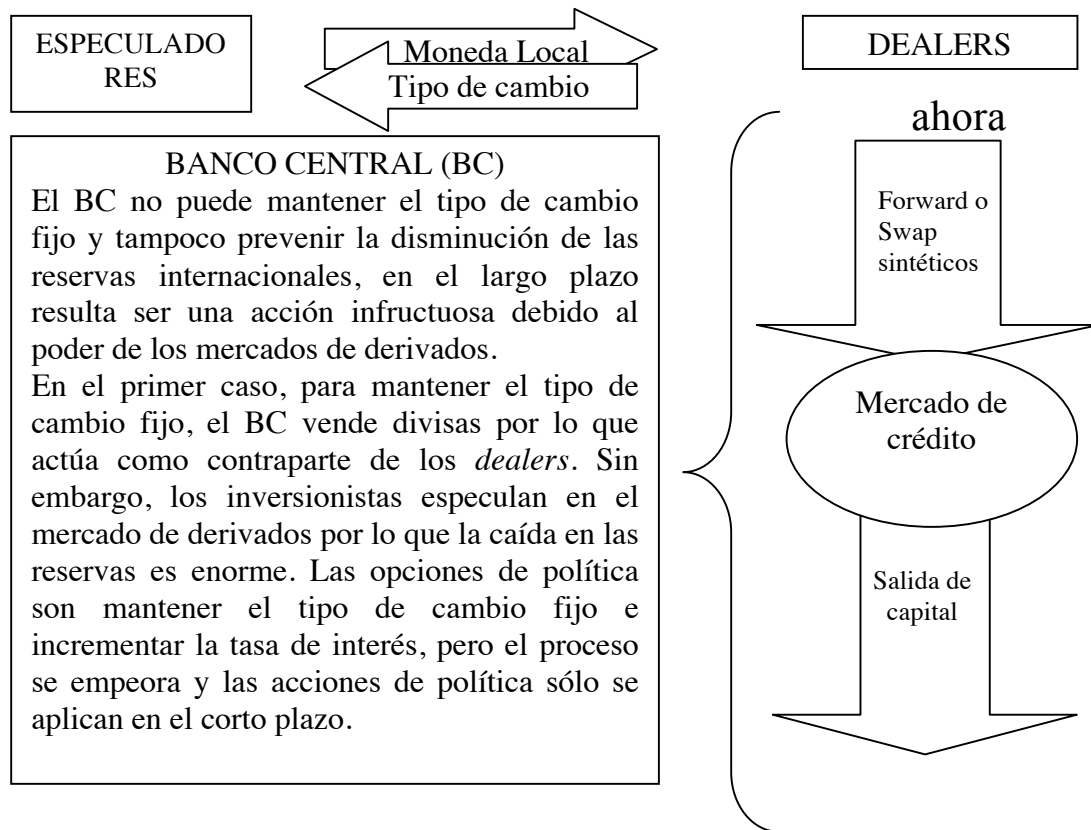 ESPECULADO
RES
Moneda Local
Tipo de cambio
DEALERS
BANCO CENTRAL (BC)
El BC no puede mantener el tipo de cambio
fijo y tampoco prevenir la disminución de las
reservas internacionales, en el largo plazo
resulta ser una acción infructuosa debido al
poder de los mercados de derivados.
En el primer caso, para mantener el tipo de
cambio fijo, el BC vende divisas por lo que
actúa como contraparte de los dealers. Sin
embargo, los inversionistas especulan en el
mercado de derivados por lo que la caída en las
reservas es enorme. Las opciones de política
son mantener el tipo de cambio fijo e
incrementar la tasa de interés, pero el proceso
se empeora y las acciones de política sólo se
aplican en el corto plazo.
ahora
Forward o
Swap
sintéticos
Mercado de
crédito
Salida de
capital